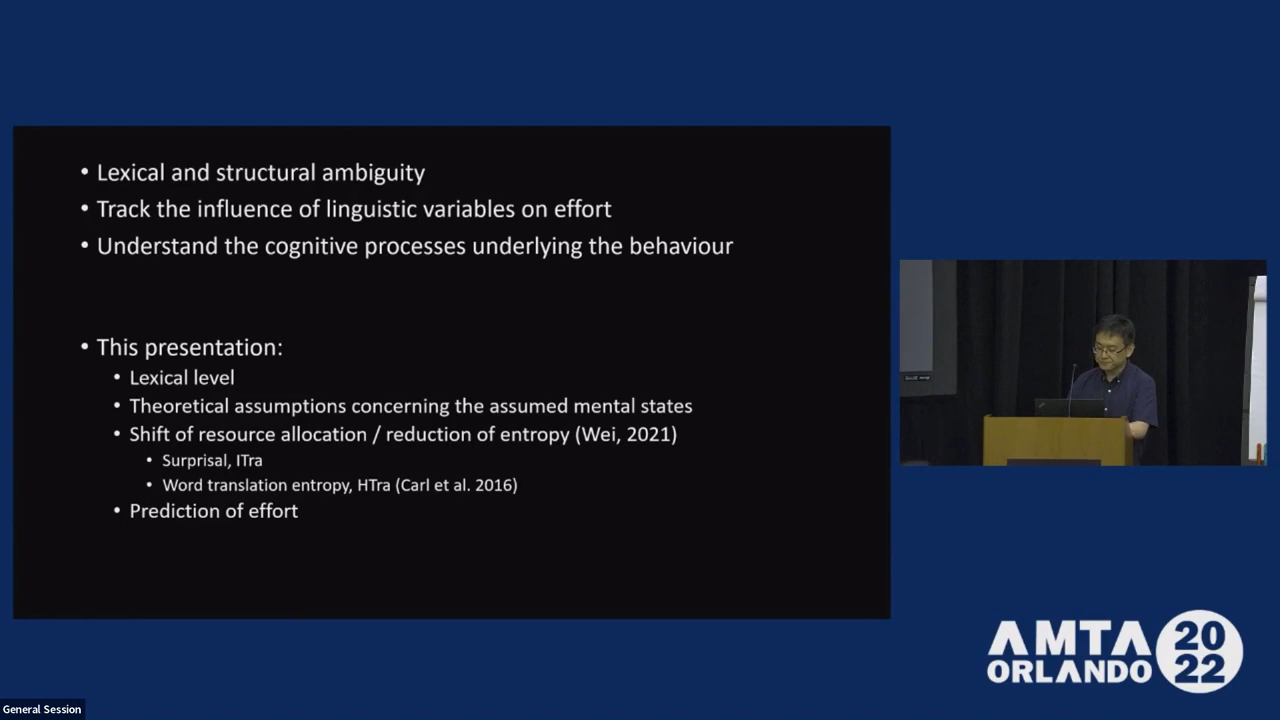 • Lexical and structural ambiguity
• Track the influence of linguistic variables on effort
• Understand the cognitive processes underlying the behaviour
• This presentation:
• Lexical level
• Theoretical assumptions concerning the assumed mental states
• Shift of resource allocation / reduction of entropy (Wei, 2021)
• Surprisal, ITra
• Word translation entropy, HTra (Carl et al. 2016)
• Prediction of effort
AMTA
ORLANDO
20
22
General Session